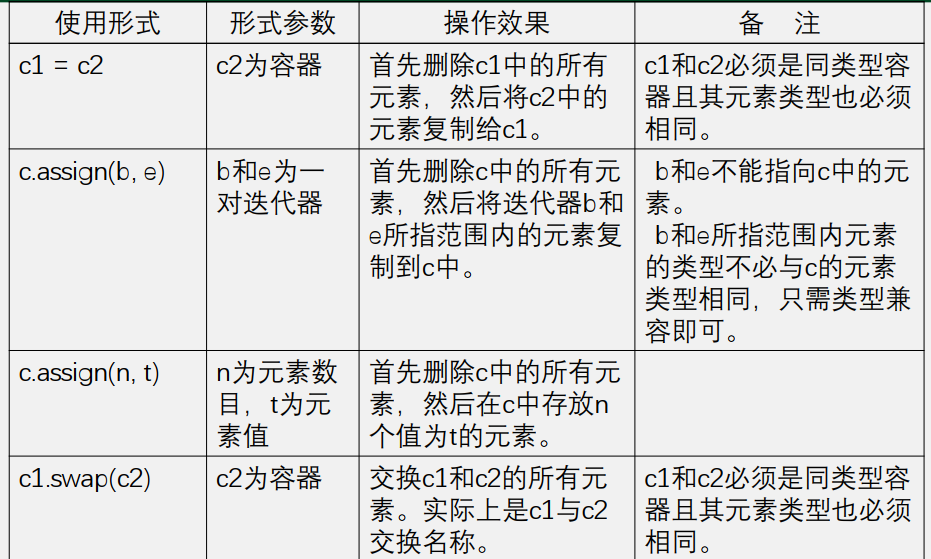 使用形式 形式参数 操作效果 备 注
c1 = c2
c2为容器
首先删除c1中的所有
元素，然后将c2中的
元素复制给c1。
c1和c2必须是同类型容
器且其元素类型也必须
相同。
c.assign(b, e)
b和e为一
对迭代器
首先删除c中的所有元
素，然后将迭代器b和
e所指范围内的元素复
制到c中。
b和e不能指向c中的元
素。
b和e所指范围内元素
的类型不必与c的元素
类型相同，只需类型兼
容即可。
c.assign(n, t)
n为元素数
目，t为元
素值
首先删除c中的所有元
素，然后在c中存放n
个值为t的元素。
c1.swap(c2)
c2为容器
交换c1和c2的所有元
素。实际上是c1与c2
交换名称。
c1和c2必须是同类型容
器且其元素类型也必须
相同。